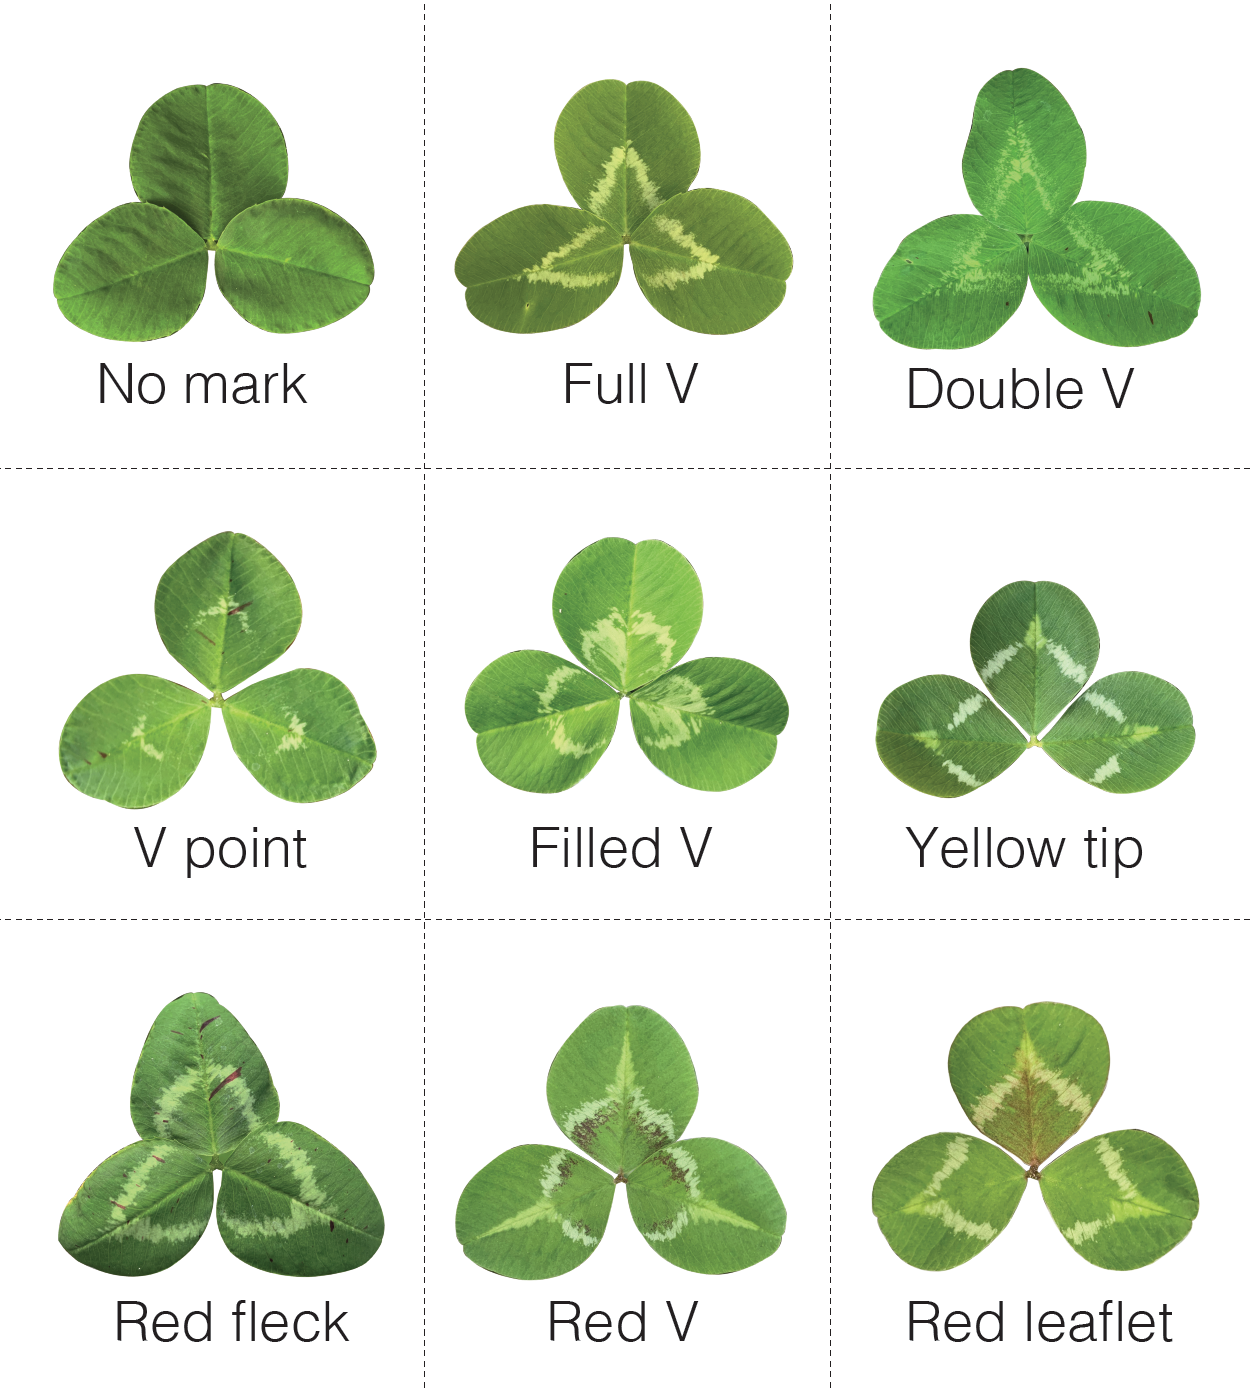 No mark
Full V
Double V
V point
Filled V
Yellow tip
Red fleck
Red V
Red leaflet